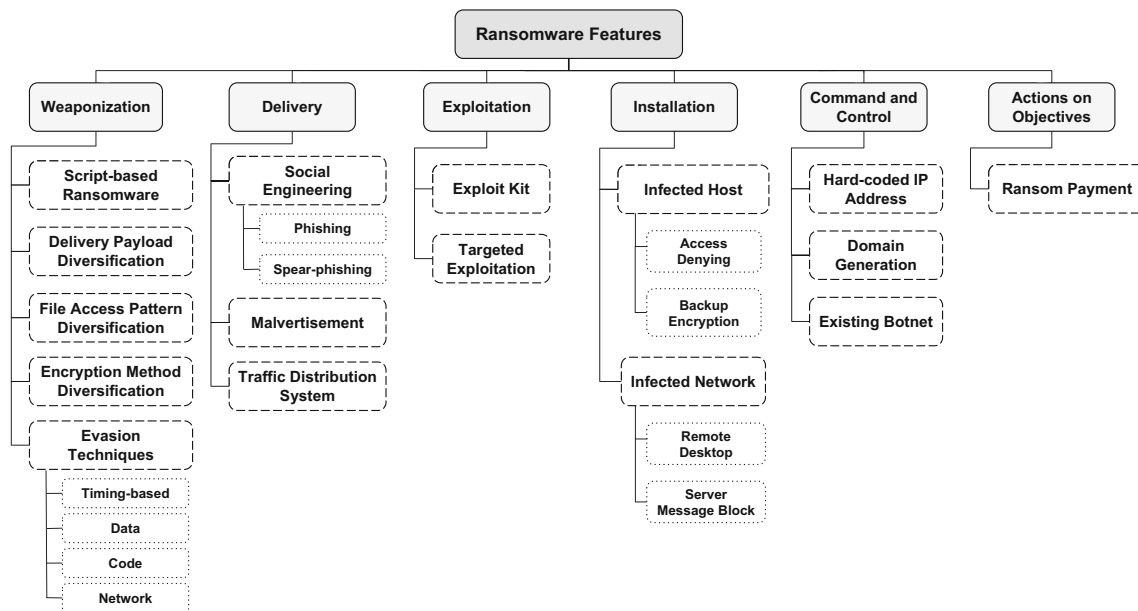 Ransomware Features
Weaponization
Script-based
Ransomware
Delivery Payload
Diversification
File Access Pattern
Diversification
Encryption Method
Diversification
Evasion
Techniques
Timing-based
Data
Code
Network
Delivery
Social
Engineering
Phishing
Spear-phishing
Malvertisement
Traffic Distribution
System
Exploitation
Exploit Kit
Targeted
Exploitation
Installation
Infected Host
Access
Denying
Backup
Encryption
Infected Network
Remote
Desktop
Server
Message Block
Command and
Control
Hard-coded IP
Address
Domain
Generation
Existing Botnet
Actions on
Objectives
Ransom Payment